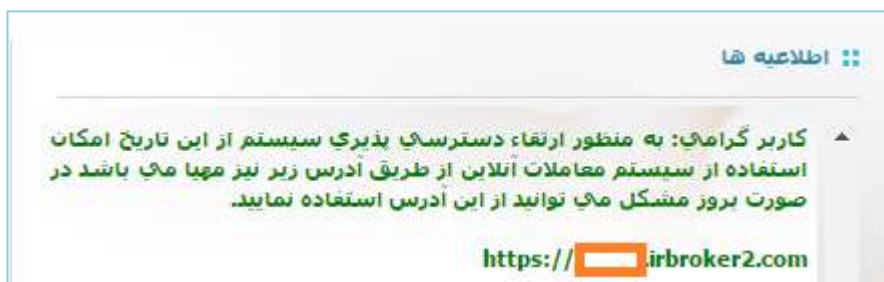 اطلاعیه ها
کاربر گرامي: به منظور ارتقاء دسترسي پذيري سيستم از اين تاريخ امکان
استفاده از سيستم معاملات آنلاين از طريق آدرس زير نيز مهيا مي باشد در
صورت بروز مشکل مي توانيد از اين آدرس استفاده نماييد.
https:// .irbroker2.com